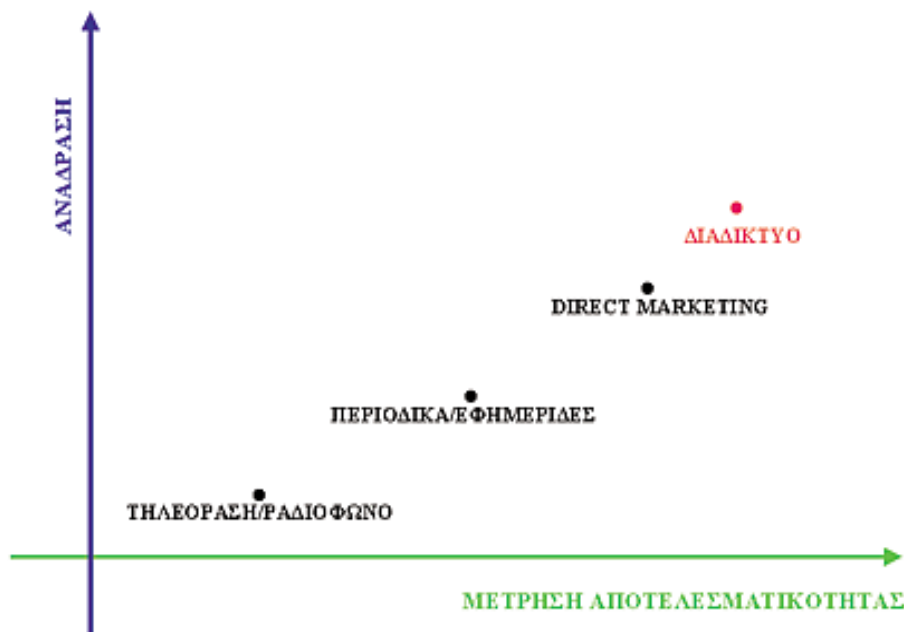 ΑΝΑΔΡΑΣΗ
ΔΙΑΔΙΚΤΥΟ
DIRECT MARKETING
ΠΕΡΙΟΔΙΚΑ/ΕΦΗΜΕΡΙΔΕΣ
ΤΗΛΕΟΡΑΣΗ/ΡΑΔΙΟΦΩΝΟ
ΜΕΤΡΗΣΗ ΑΠΟΤΕΛΕΣΜΑΤΙΚΟΤΗΤΑΣ